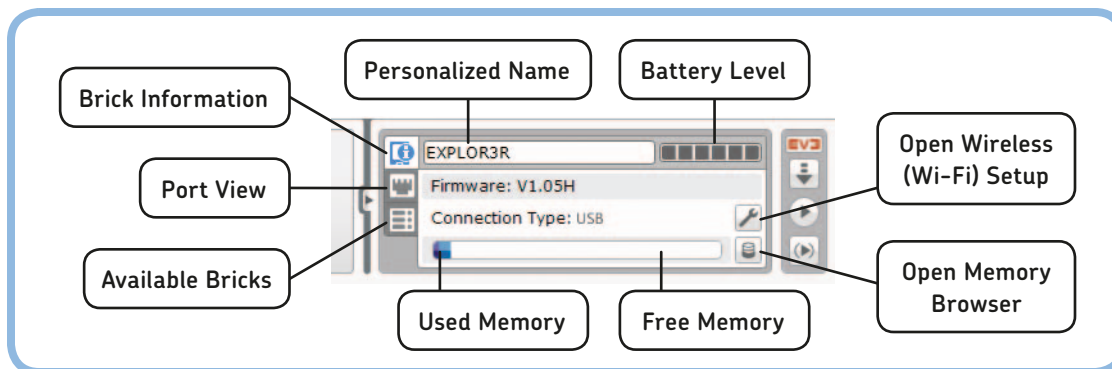 Personalized Name
Battery Level
Brick Information
Open Wireless
(Wi-Fi) Setup
EXPLOR3R
EV3
Port View
Firmware: V1.05H
Connection Type: USB
Available Bricks
Open Memory
Browser
Used Memory
Free Memory